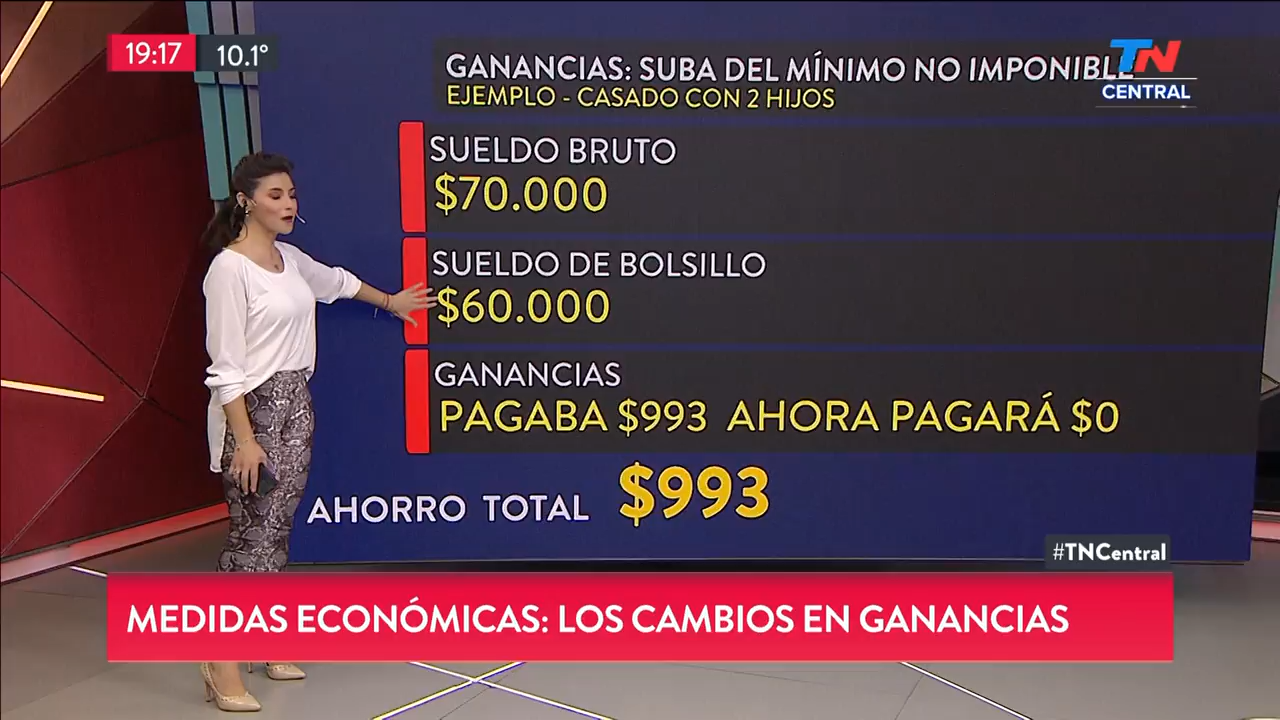 19:17 10.1°
GANANCIAS: SUBA DEL MÍNIMO NO IMPONIBLE
EJEMPLO - CASADO CON 2 HIJOS
TN
CENTRAL
SUELDO BRUTO
$70.000
SUELDO DE BOLSILLO
$60.000
GANANCIAS
PAGABA $993 AHORA PAGARÁ $0
AHORRO TOTAL $993
#TNCentral
MEDIDAS ECONÓMICAS: LOS CAMBIOS EN GANANCIAS